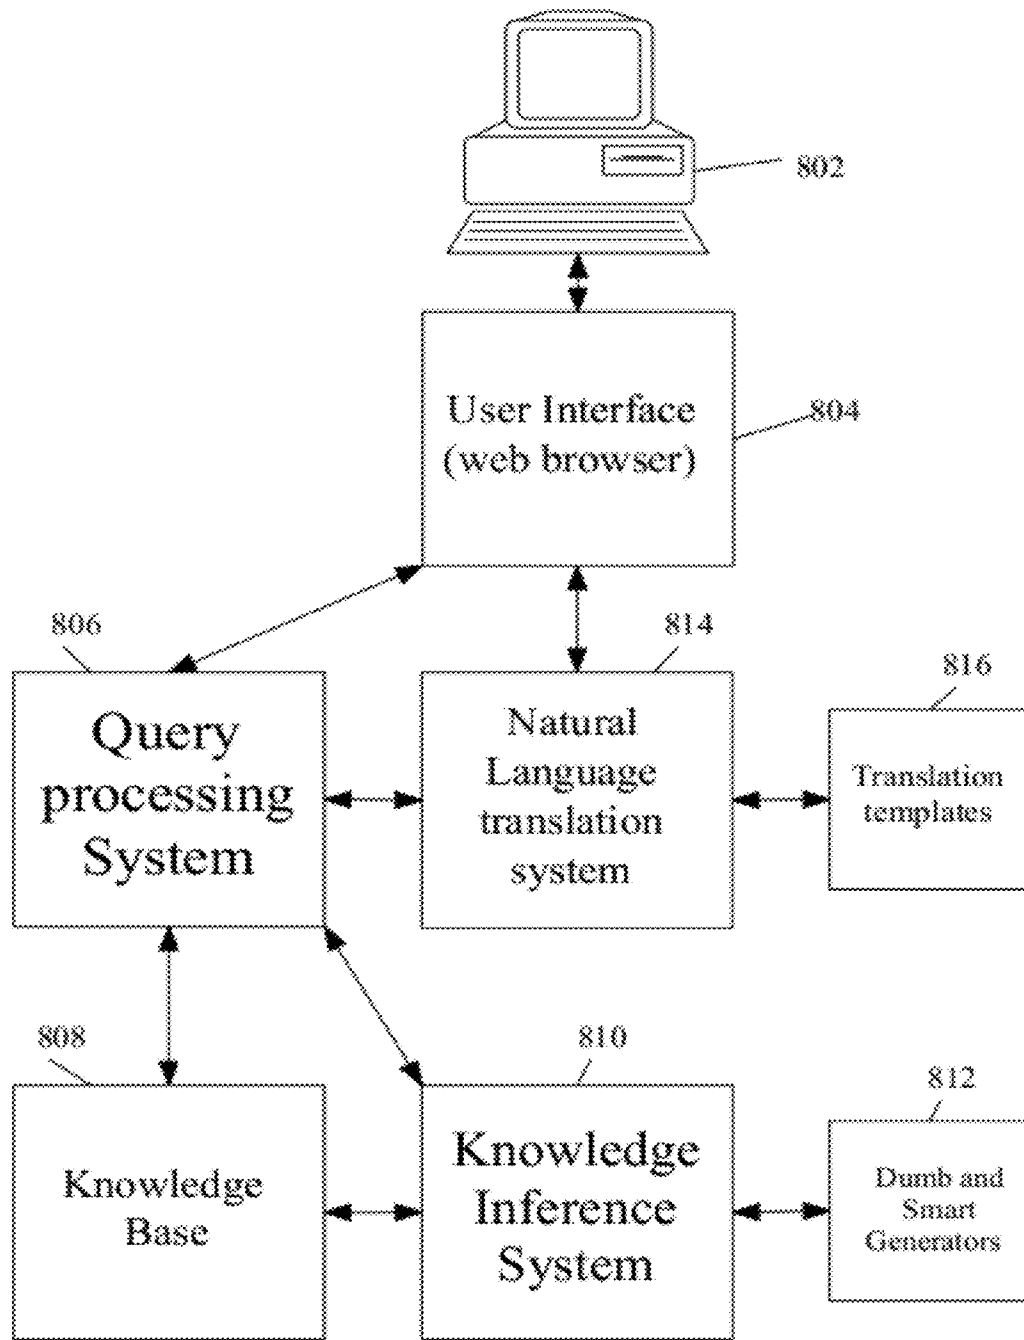 802
User Interface
(web browser)
804
806
814
816
Query
processing
System
Natural
Language
translation
system
Translation
templates
808
810
812
Knowledge
Base
Knowledge
Inference
System
Dumb and
Smart
Generators